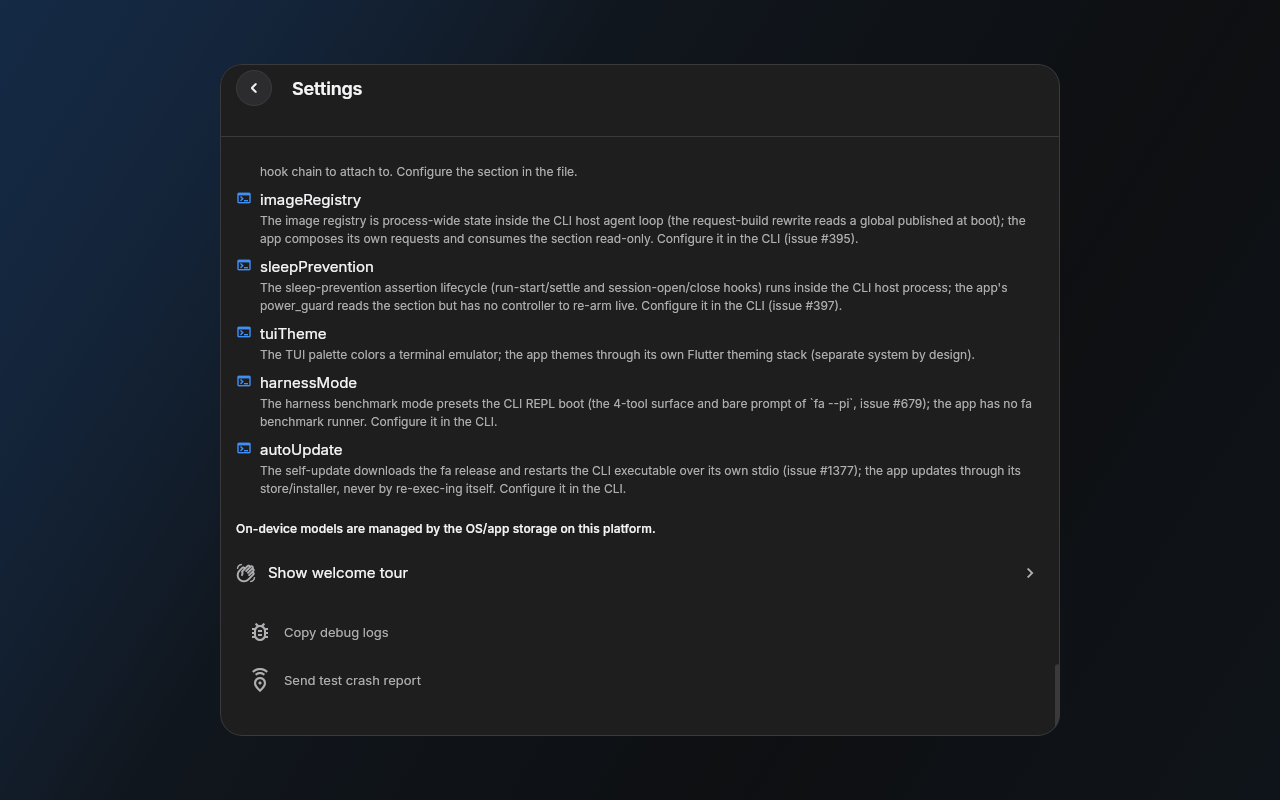 Settings
hook chain to attach to. Configure the section in the file.
imageRegistry
The image registry is process-wide state inside the CLI host agent loop (the request-build rewrite reads a global published at boot); the
app composes its own requests and consumes the section read-only. Configure it in the CLI (issue #395).
sleepPrevention
The sleep-prevention assertion lifecycle (run-start/settle and session-open/close hooks) runs inside the CLI host process; the app's
power_guard reads the section but has no controller to re-arm live. Configure it in the CLI (issue #397).
tuiTheme
The TUI palette colors a terminal emulator; the app themes through its own Flutter theming stack (separate system by design).
harnessMode
The harness benchmark mode presets the CLI REPL boot (the 4-tool surface and bare prompt of `fa --pi`, issue #679); the app has no fa
benchmark runner. Configure it in the CLI.
autoUpdate
The self-update downloads the fa release and restarts the CLI executable over its own stdio (issue #1377); the app updates through its
store/installer, never by re-exec-ing itself. Configure it in the CLI.
On-device models are managed by the OS/app storage on this platform.
Show welcome tour
Copy debug logs
Send test crash report